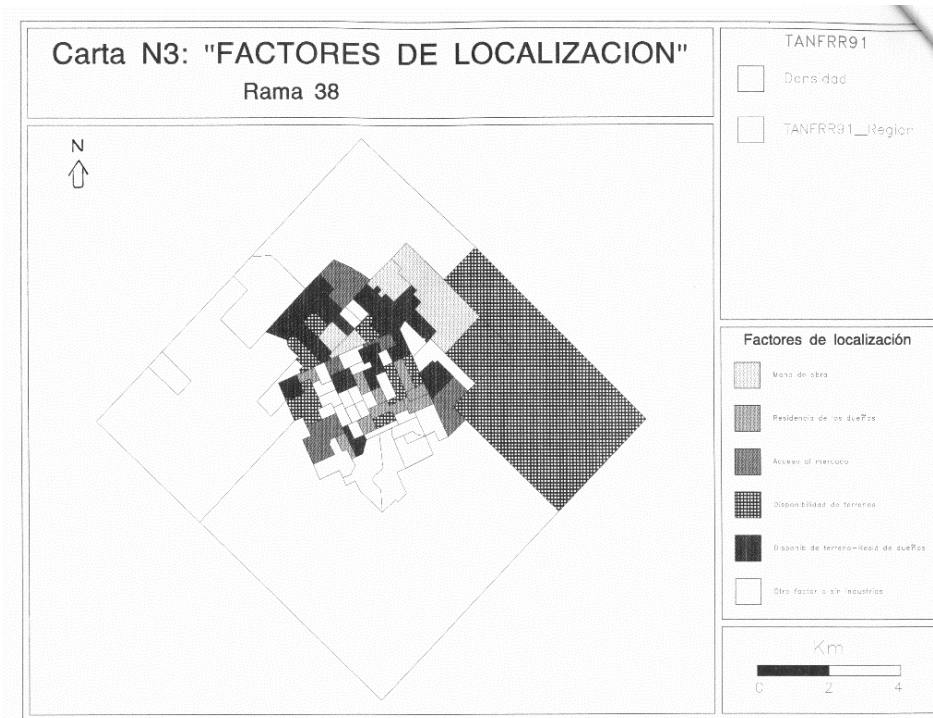 Carta N3: "FACTORES DE LOCALIZACION"
Rama 38
N
TANFRR91
Densidad
TANFRR91_Region
Factores de localización
Mano de obra
Residencia de los dueños
Acceso al mercado
Disponibilidad de terrenos
Disponib de terreno-Resid de dueños
Otro factor o sin industrias
Km
0 2 4